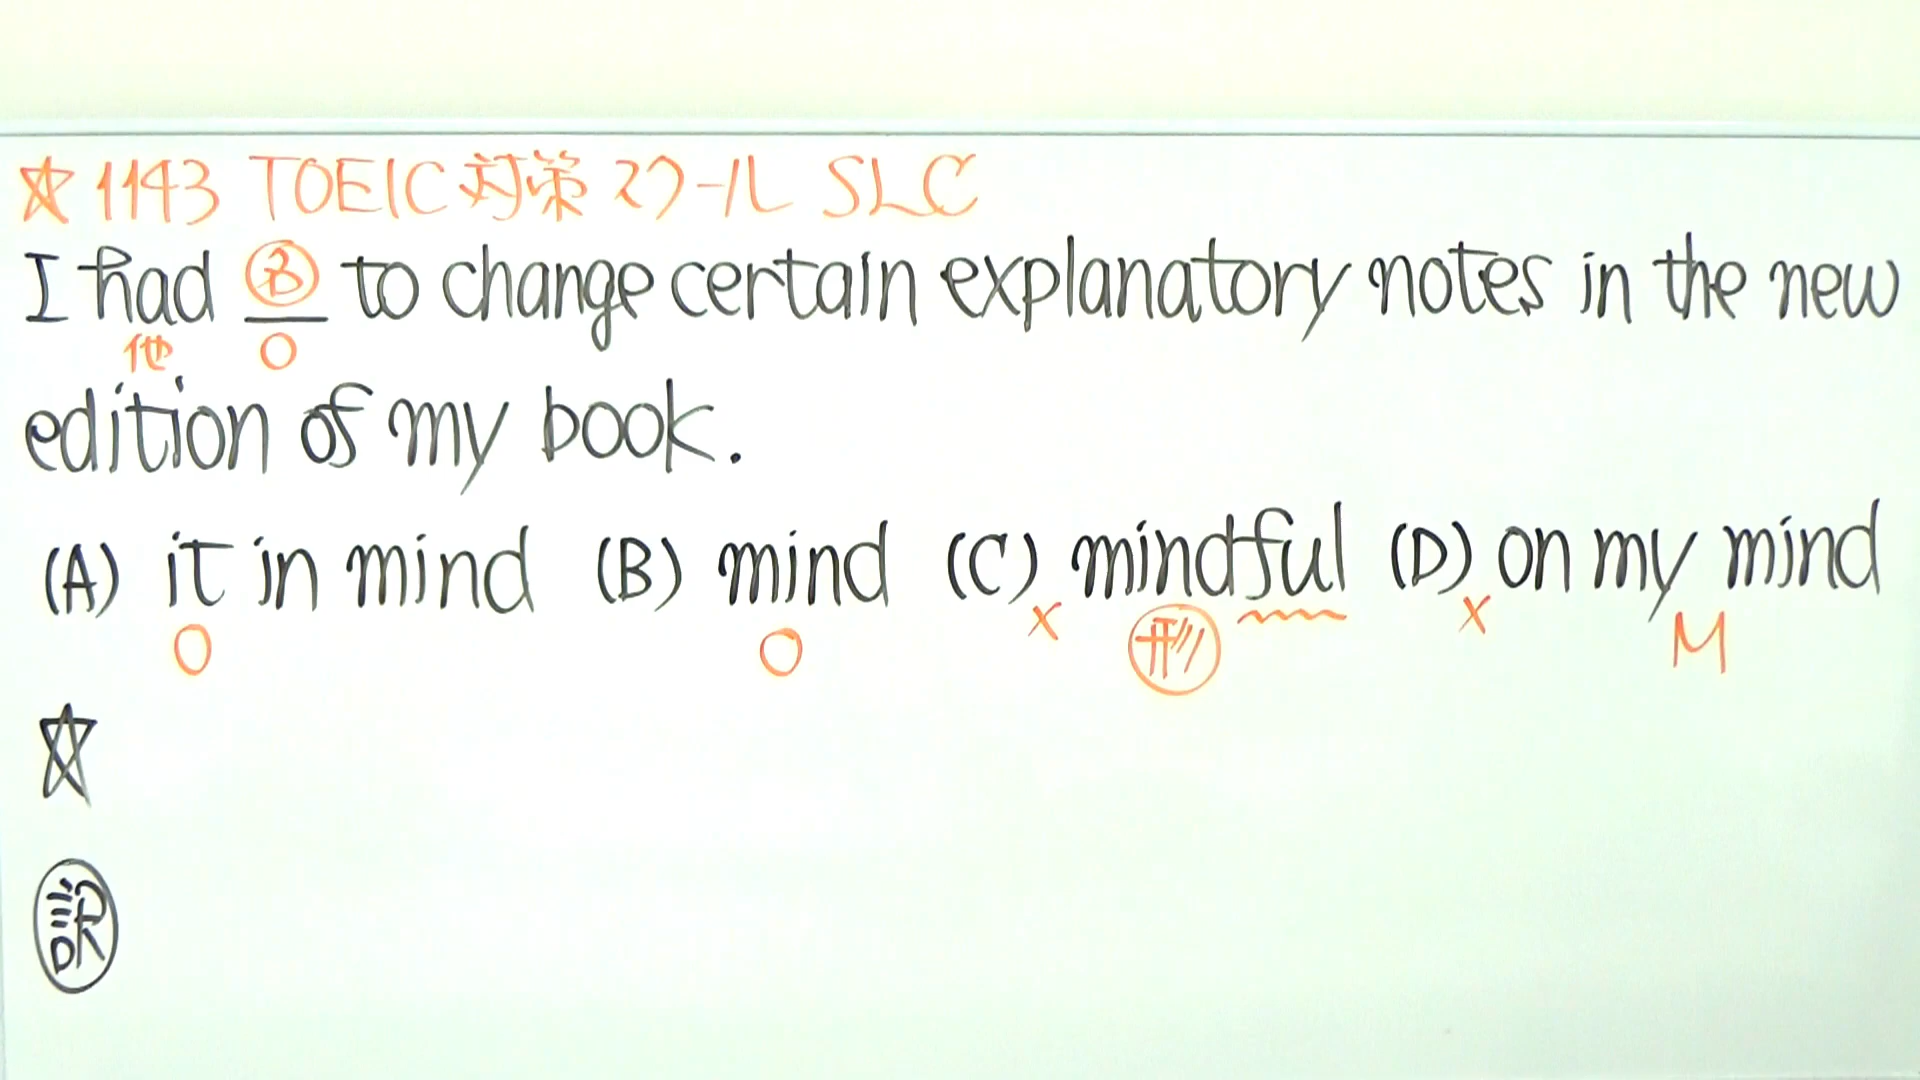 ☆1143 TOEIC対策スクール SLC
I had Ⓑ to change certain explanatory notes in the new
他 O
edition of my book.
(A) it in mind (B) mind (C) mindful (D) on my mind
O O × 形 × M
☆
訳